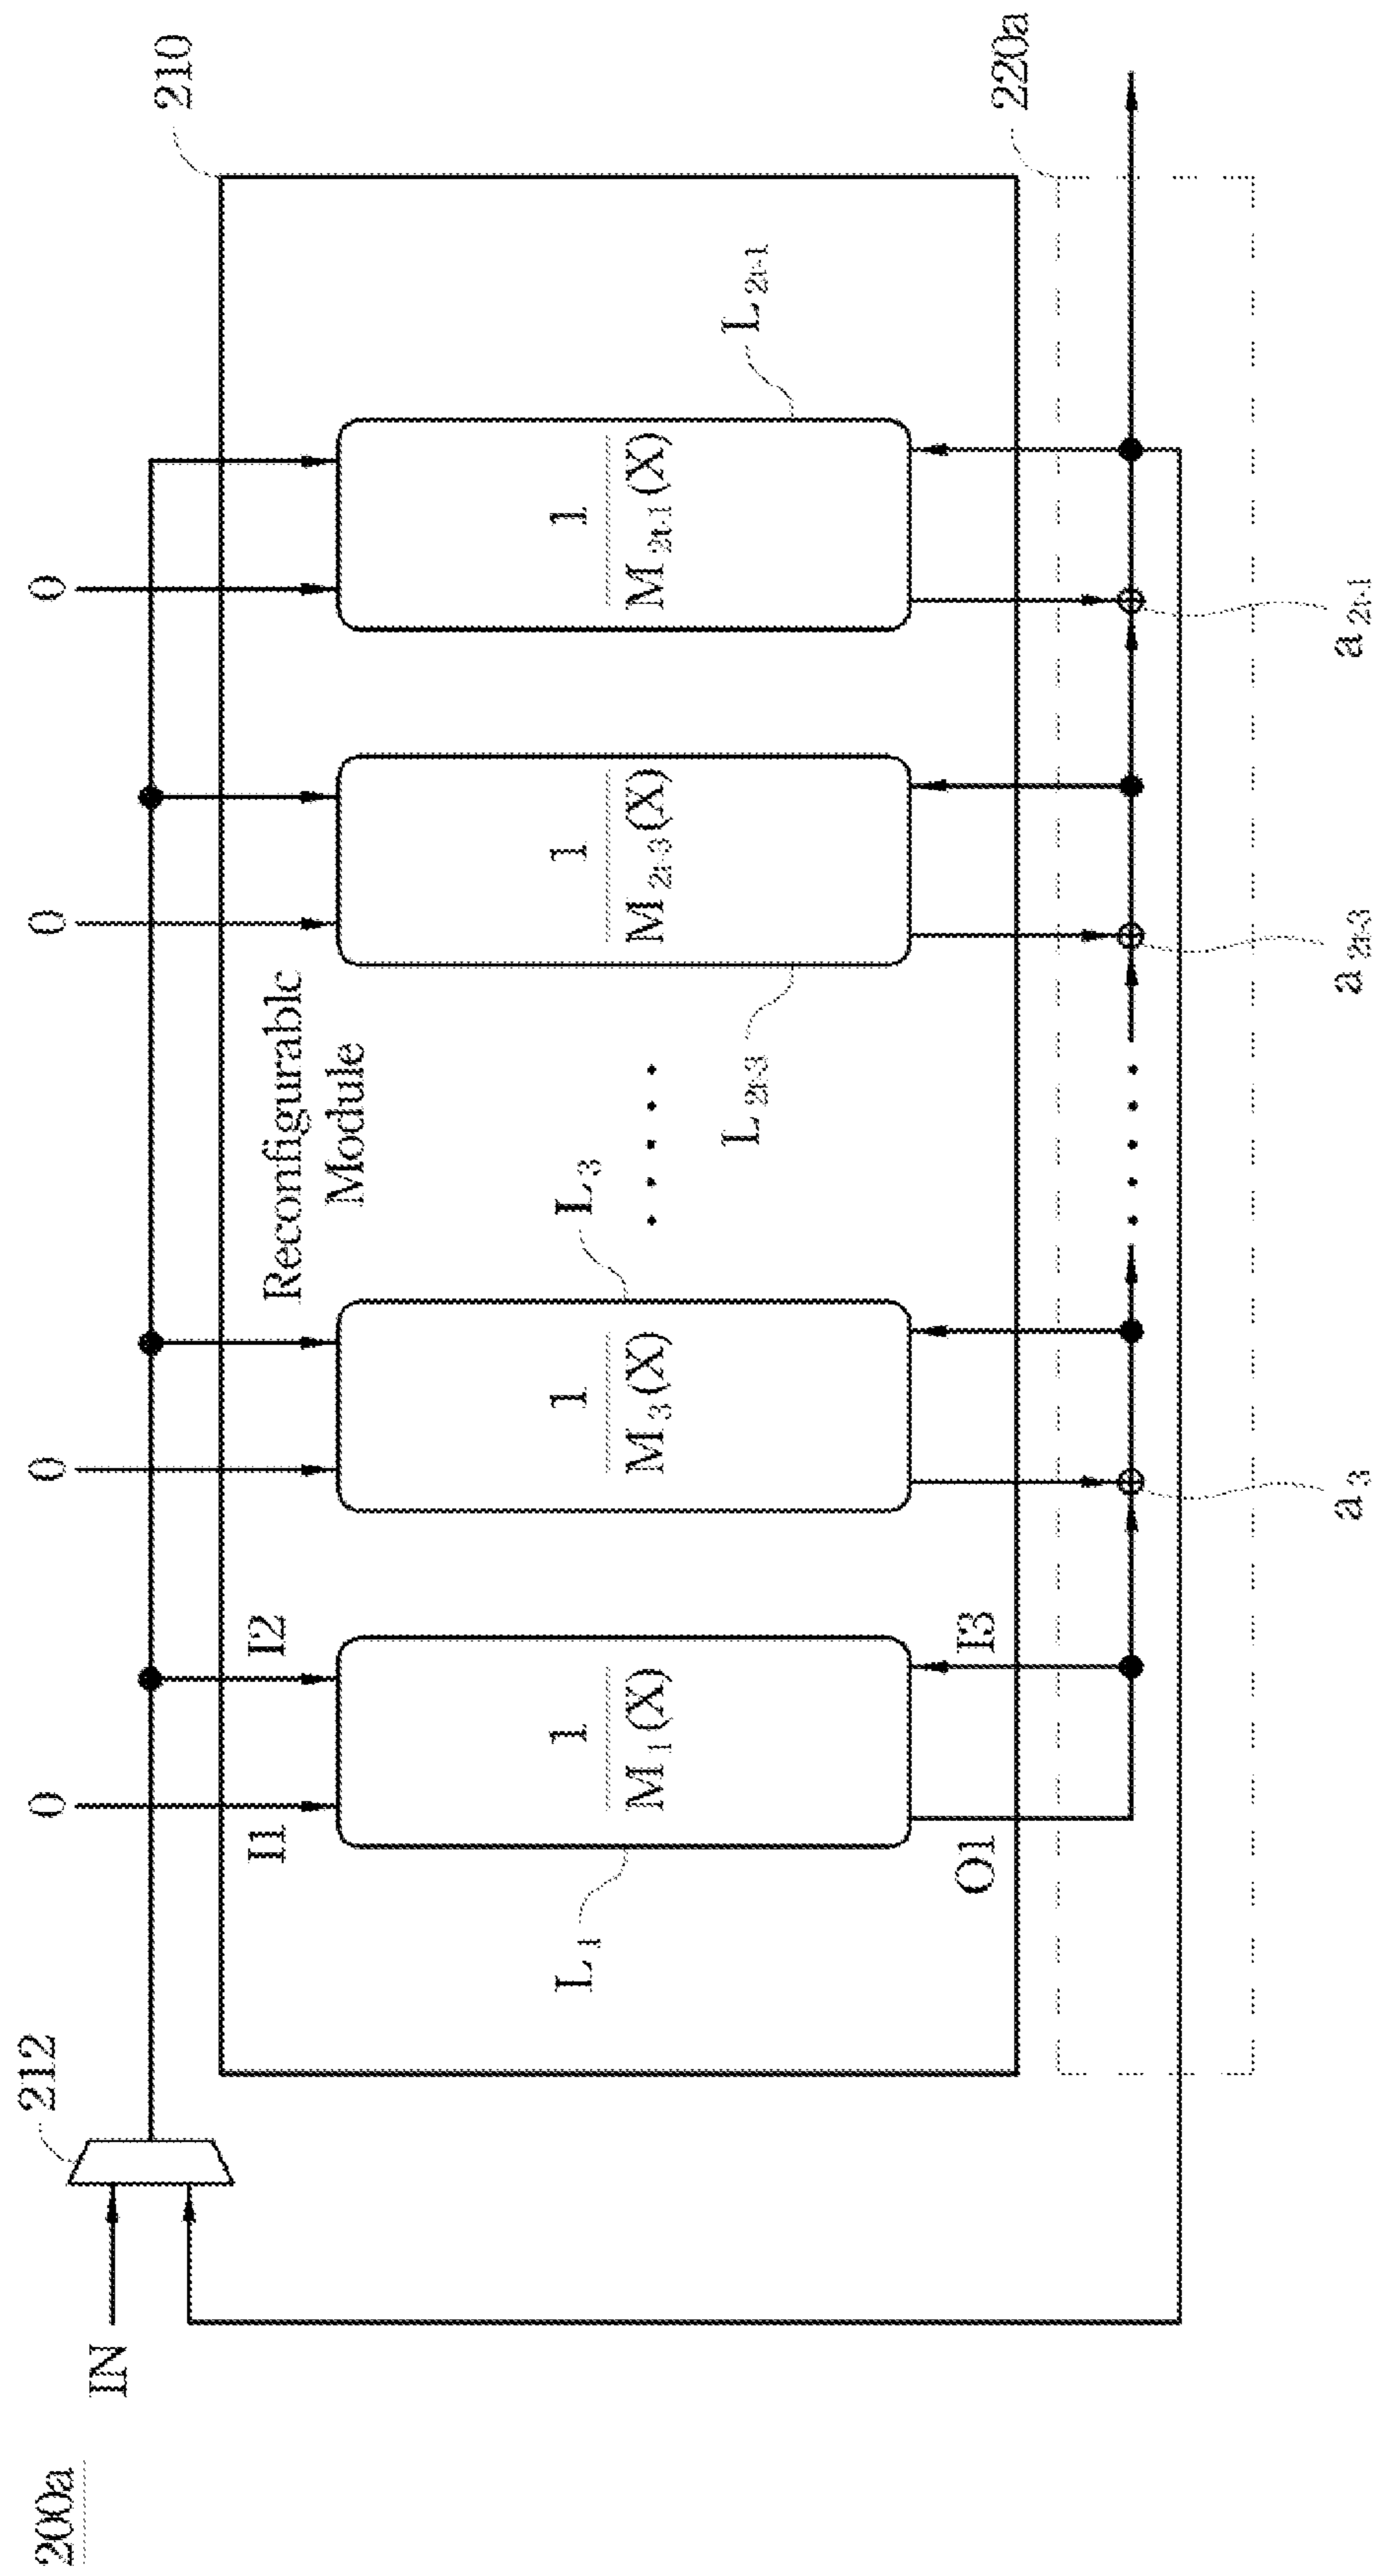 200a
IN
212
210
0
0
0
0
I1
I2
Reconfigurable
Module
L1
1
M1(X)
L3
1
M3(X)
.....
L2t-3
1
M2t-3(X)
L2t-1
1
M2t-1(X)
O1
I3
220a
.....
a3
a2t-3
a2t-1